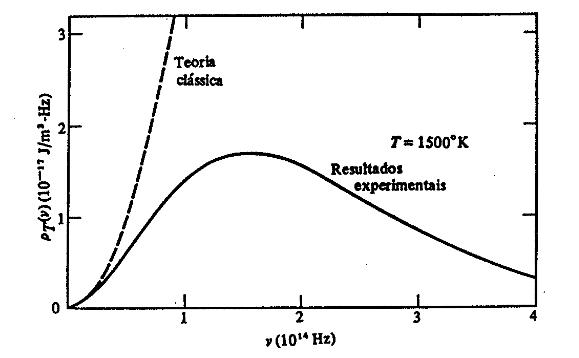 3
2
1
0
ρT(ν) (10⁻¹⁷ J/m³-Hz)
Teoria
clássica
T = 1500°K
Resultados
experimentais
1
2
3
4
ν (10¹⁴ Hz)